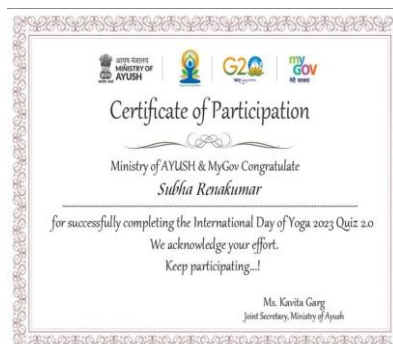 आयुष मंत्रालय
MINISTRY OF
AYUSH
G20
my
GOV
मेरी सरकार
Certificate of Participation
Ministry of AYUSH & MyGov Congratulate
Subha Renakumar
for successfully completing the International Day of Yoga 2023 Quiz 2.0
We acknowledge your effort.
Keep participating...!
Ms. Kavita Garg
Joint Secretary, Ministry of Ayush